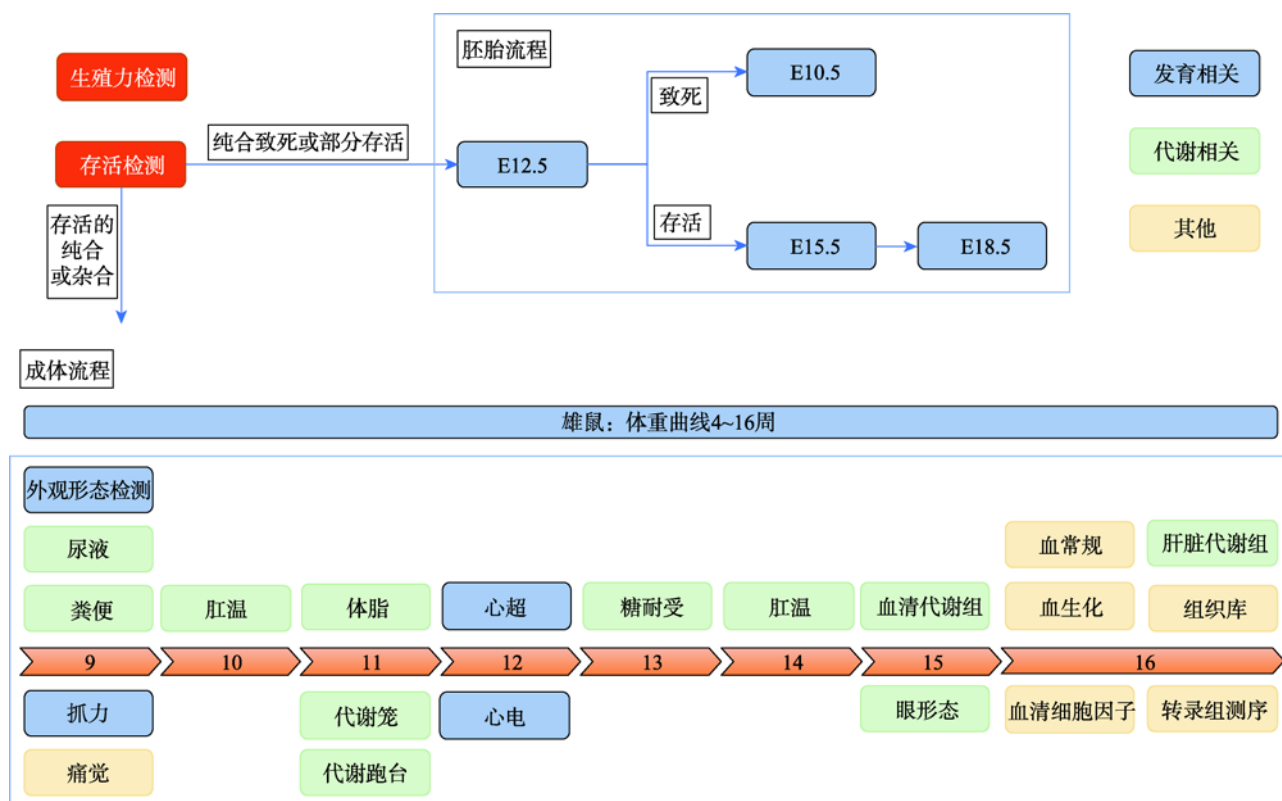 胚胎流程
生殖力检测
E10.5
发育相关
致死
纯合致死或部分存活
存活检测
E12.5
代谢相关
存活的
纯合
或杂合
存活
E15.5
E18.5
其他
成体流程
雄鼠：体重曲线4~16周
外观形态检测
尿液
血常规
肝脏代谢组
粪便
肛温
体脂
心超
糖耐受
肛温
血清代谢组
血生化
组织库
9
10
11
12
13
14
15
16
抓力
代谢笼
心电
眼形态
血清细胞因子
转录组测序
痛觉
代谢跑台